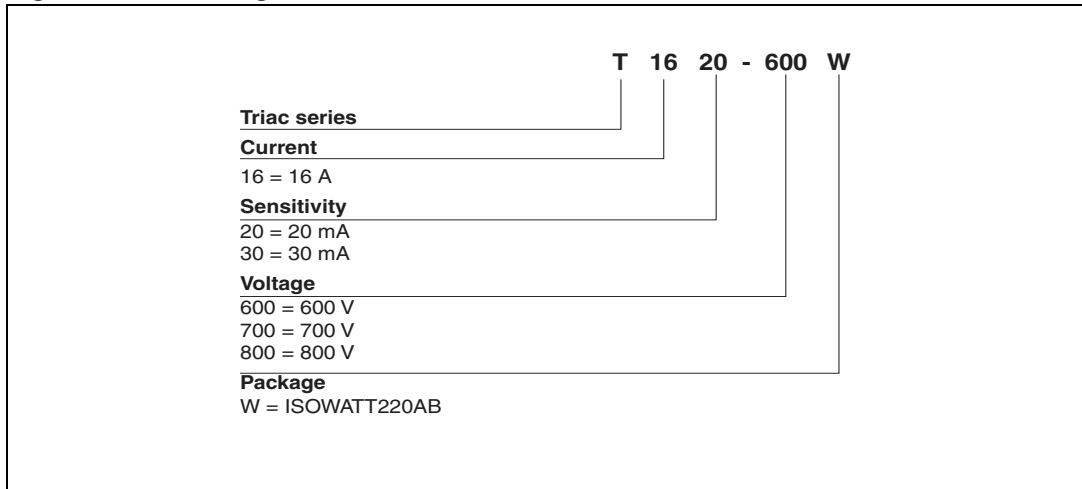 T 16 20 - 600 W
Triac series
Current
16 = 16 A
Sensitivity
20 = 20 mA
30 = 30 mA
Voltage
600 = 600 V
700 = 700 V
800 = 800 V
Package
W = ISOWATT220AB